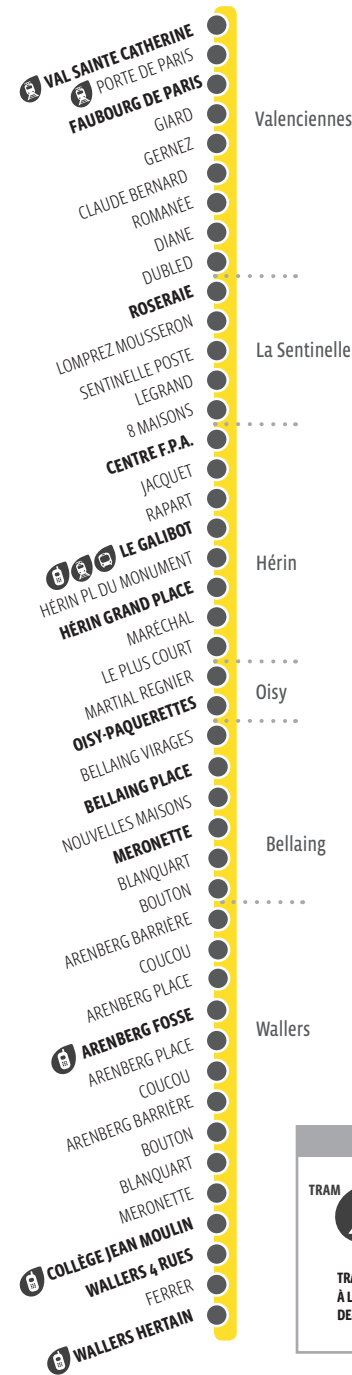 VAL SAINTE CATHERINE
PORTE DE PARIS
FAUBOURG DE PARIS
GIARD
GERNEZ
CLAUDE BERNARD
ROMANÉE
DIANE
DUBLED
Valenciennes
ROSERAIE
LOMPREZ MOUSSERON
SENTINELLE POSTE
LEGRAND
8 MAISONS
La Sentinelle
CENTRE F.P.A.
JACQUET
RAPART
LE GALIBOT
HÉRIN PL DU MONUMENT
HÉRIN GRAND PLACE
MARÉCHAL
LE PLUS COURT
Hérin
MARTIAL REGNIER
OISY-PAQUERETTES
Oisy
BELLAING VIRAGES
BELLAING PLACE
NOUVELLES MAISONS
MERONETTE
BLANQUART
BOUTON
Bellaing
ARENBERG BARRIÈRE
COUCOU
ARENBERG PLACE
ARENBERG FOSSE
ARENBERG PLACE
COUCOU
ARENBERG BARRIÈRE
BOUTON
BLANQUART
MERONETTE
COLLÈGE JEAN MOULIN
WALLERS 4 RUES
FERRER
WALLERS HERTAIN
Wallers
TRAM
À L
DE